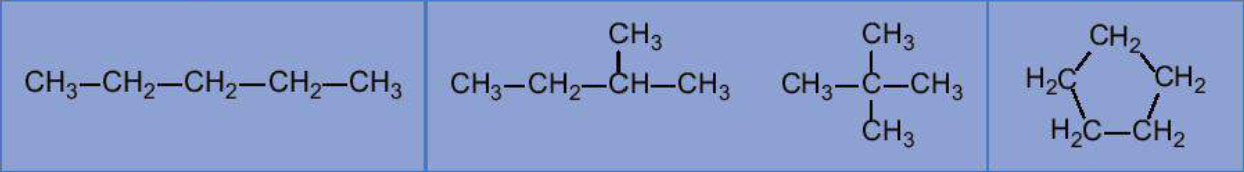 CH₃
CH₃—CH₂—CH₂—CH₂—CH₃
CH₃—CH₂—CH—CH₃
CH₃
CH₃—C—CH₃
CH₃
CH₂
H₂C CH₂
H₂C—CH₂